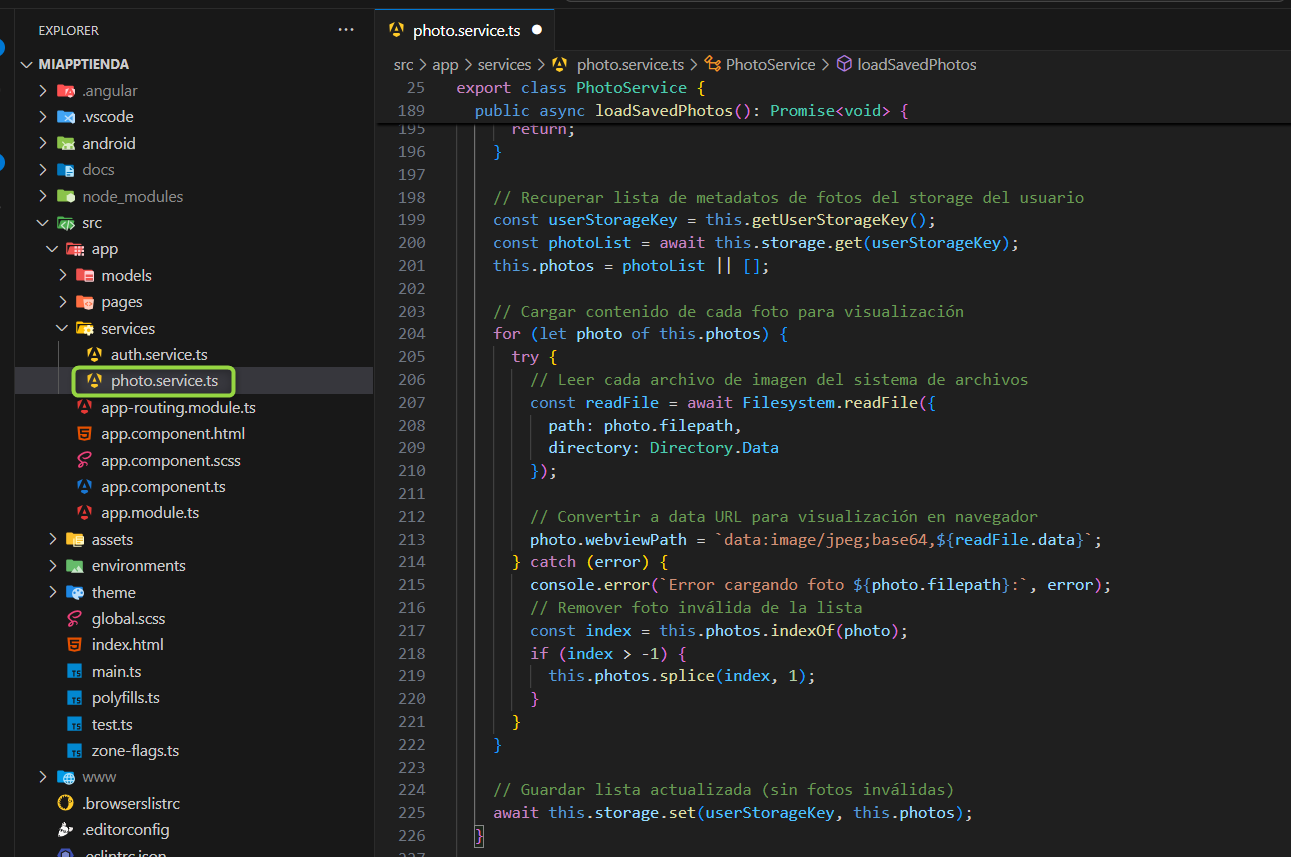 EXPLORER
MIAPPTIENDA
.angular
.vscode
android
docs
node_modules
src
app
models
pages
services
auth.service.ts
photo.service.ts
app-routing.module.ts
app.component.html
app.component.scss
app.component.ts
app.module.ts
assets
environments
theme
global.scss
index.html
main.ts
polyfills.ts
test.ts
zone-flags.ts
www
.browserslistrc
.editorconfig
.eslintrc.json
photo.service.ts
src > app > services > photo.service.ts > PhotoService > loadSavedPhotos
25 export class PhotoService {
189 public async loadSavedPhotos(): Promise<void> {
195 return;
196 }
197
198 // Recuperar lista de metadatos de fotos del storage del usuario
199 const userStorageKey = this.getUserStorageKey();
200 const photoList = await this.storage.get(userStorageKey);
201 this.photos = photoList || [];
202
203 // Cargar contenido de cada foto para visualización
204 for (let photo of this.photos) {
205 try {
206 // Leer cada archivo de imagen del sistema de archivos
207 const readFile = await Filesystem.readFile({
208 path: photo.filepath,
209 directory: Directory.Data
210 });
211
212 // Convertir a data URL para visualización en navegador
213 photo.webviewPath = `data:image/jpeg;base64,${readFile.data}`;
214 } catch (error) {
215 console.error(`Error cargando foto ${photo.filepath}:`, error);
216 // Remover foto inválida de la lista
217 const index = this.photos.indexOf(photo);
218 if (index > -1) {
219 this.photos.splice(index, 1);
220 }
221 }
222 }
223
224 // Guardar lista actualizada (sin fotos inválidas)
225 await this.storage.set(userStorageKey, this.photos);
226 }
227